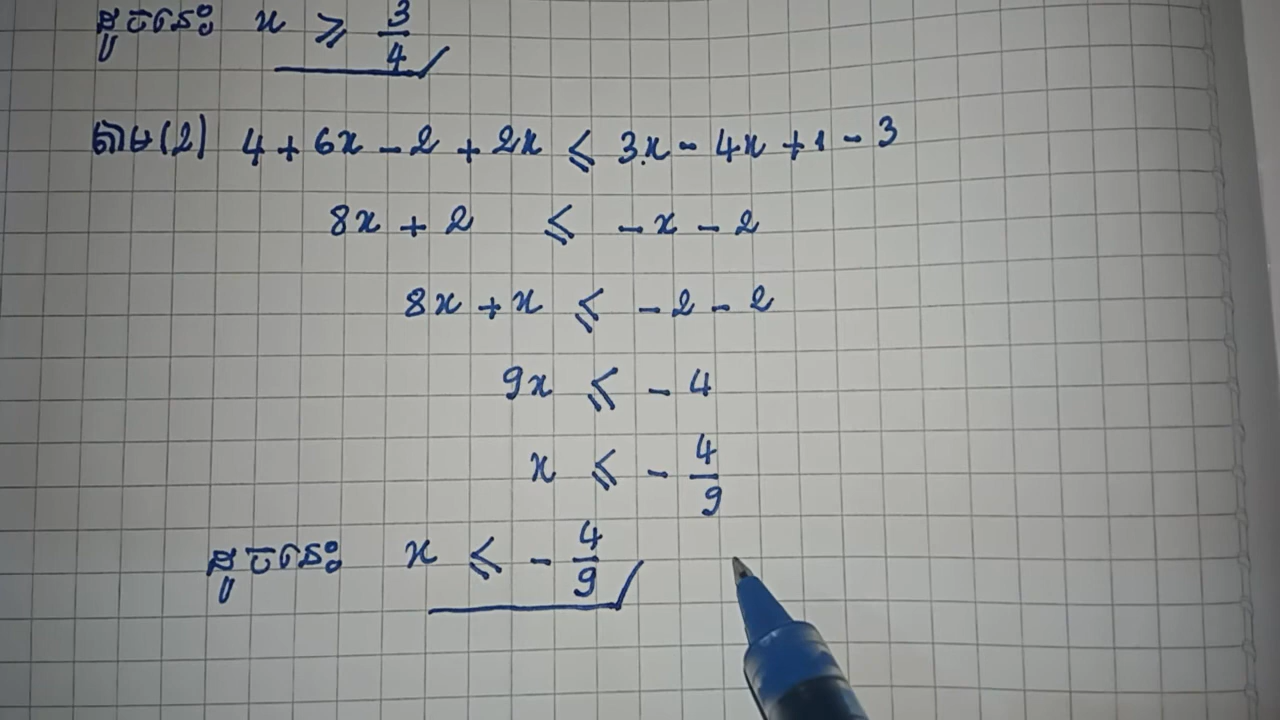 ដូចនេះ x ⩾ 3/4
តាម(2) 4 + 6x - 2 + 2x ⩽ 3x - 4x + 1 - 3
8x + 2 ⩽ - x - 2
8x + x ⩽ - 2 - 2
9x ⩽ - 4
x ⩽ - 4/9
ដូចនេះ x ⩽ - 4/9